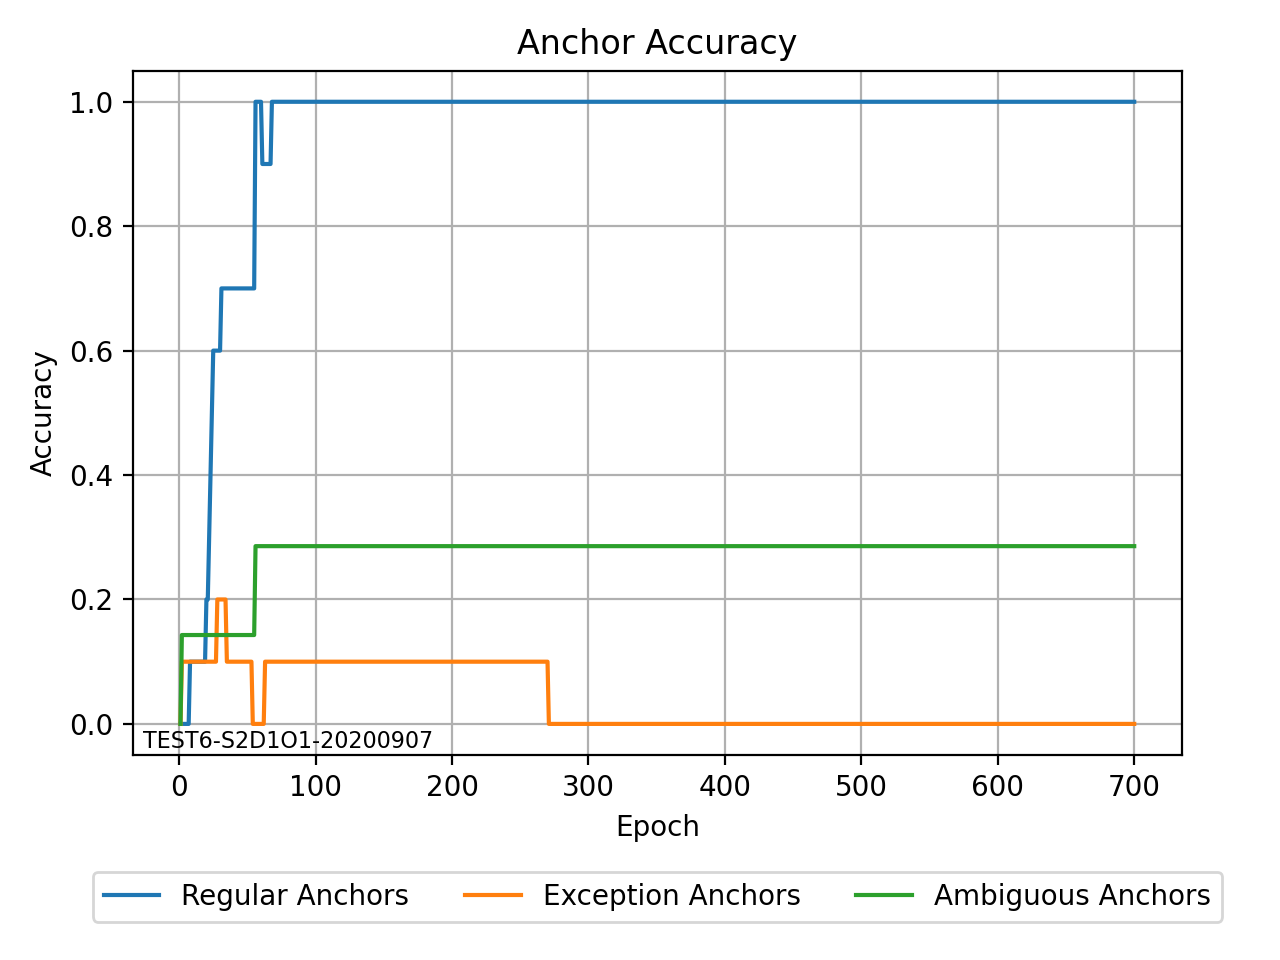 Anchor Accuracy
1.0
0.8
0.6
0.4
0.2
0.0
Accuracy
TEST6-S2D1O1-20200907
0 100 200 300 400 500 600 700
Epoch
Regular Anchors Exception Anchors Ambiguous Anchors